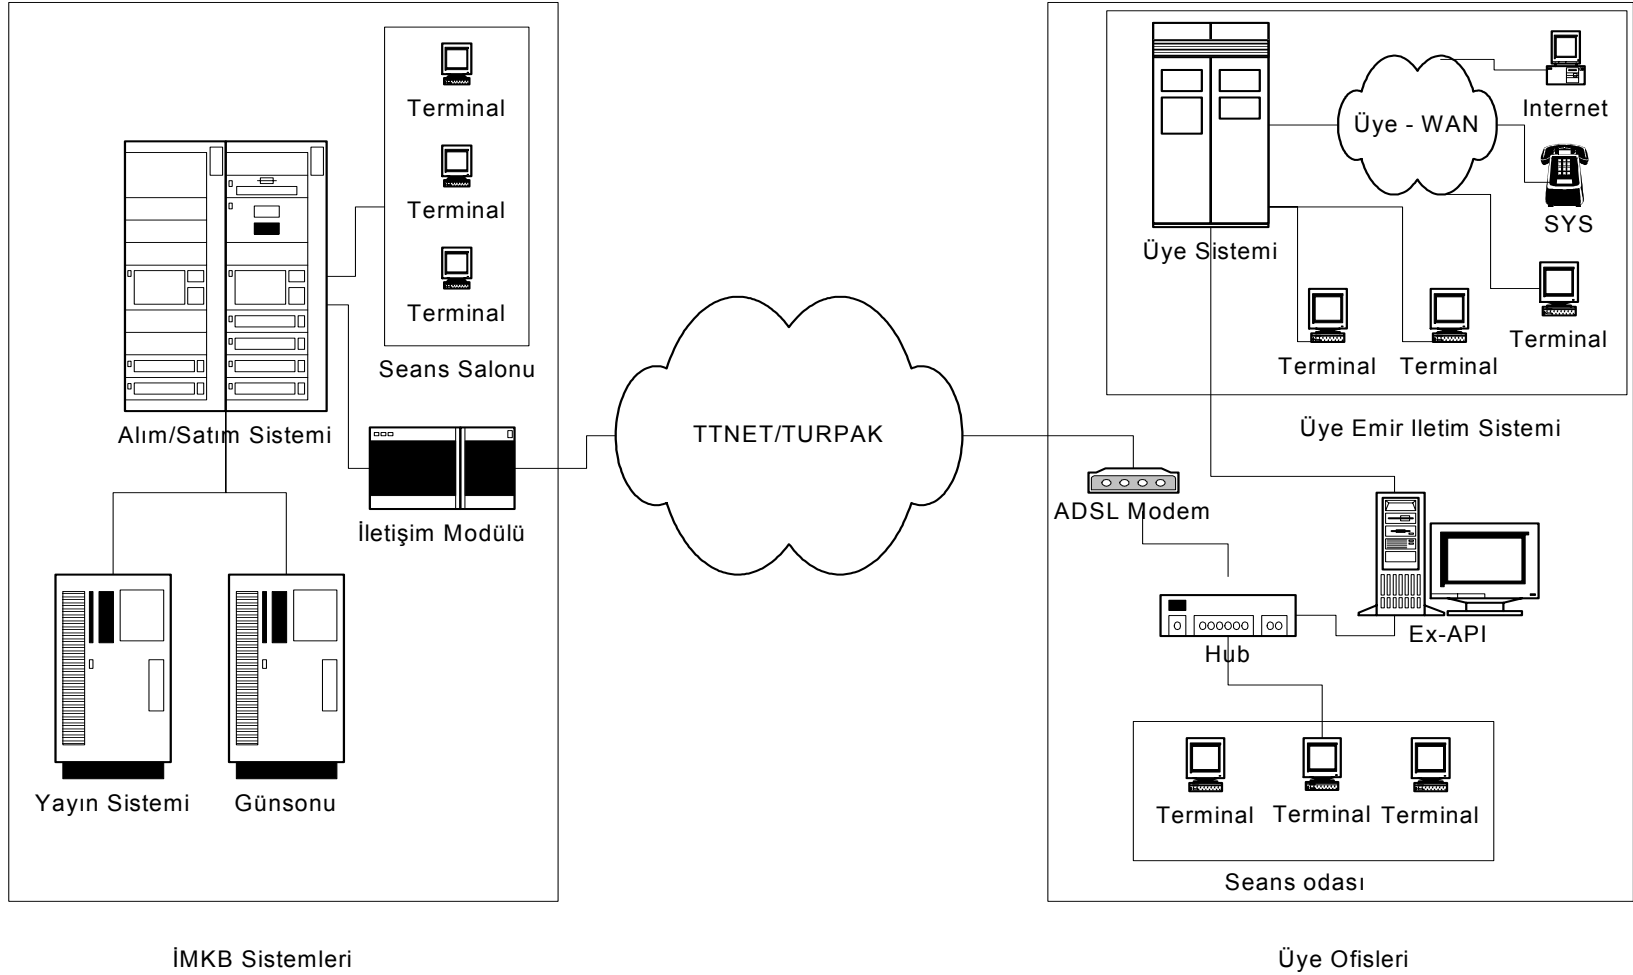 Terminal
Terminal
Terminal
Seans Salonu
Alım/Satım Sistemi
İletişim Modülü
Yayın Sistemi
Günsonu
İMKB Sistemleri
TTNET/TURPAK
Üye - WAN
Internet
SYS
Üye Sistemi
Terminal
Terminal
Terminal
Üye Emir Iletim Sistemi
ADSL Modem
Ex-API
Hub
Terminal
Terminal
Terminal
Seans odası
Üye Ofisleri